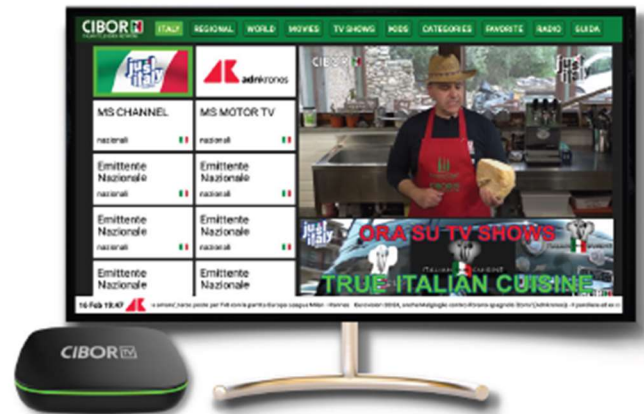 CIBOR N
ITALY REGIONAL WORLD MOVIES TV SHOWS KIDS CATEGORIES FAVORITE RADIO GUIDA
just italy
adnkronos
MS CHANNEL
nazionali
MS MOTOR TV
nazionali
Emittente Nazionale
nazionali
Emittente Nazionale
nazionali
Emittente Nazionale
nazionali
Emittente Nazionale
nazionali
Emittente Nazionale
Emittente Nazionale
CIBOR
just italy
just italy
ORA SU TV SHOWS
TRUE ITALIAN CUISINE
16 Feb 19:47
CIBOR TV